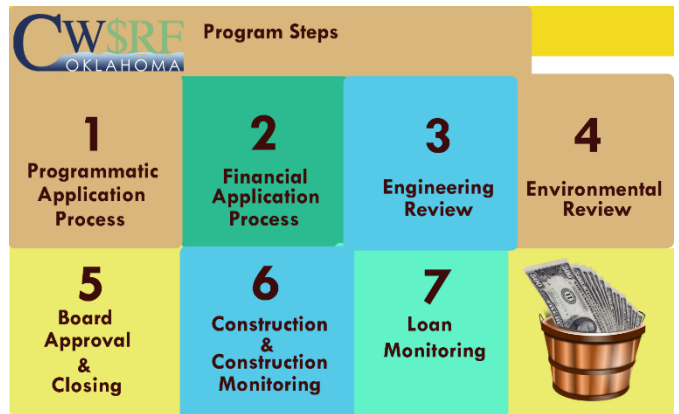 CW$RF
OKLAHOMA
Program Steps
1
Programmatic
Application
Process
2
Financial
Application
Process
3
Engineering
Review
4
Environmental
Review
5
Board
Approval
&
Closing
6
Construction
&
Construction
Monitoring
7
Loan
Monitoring